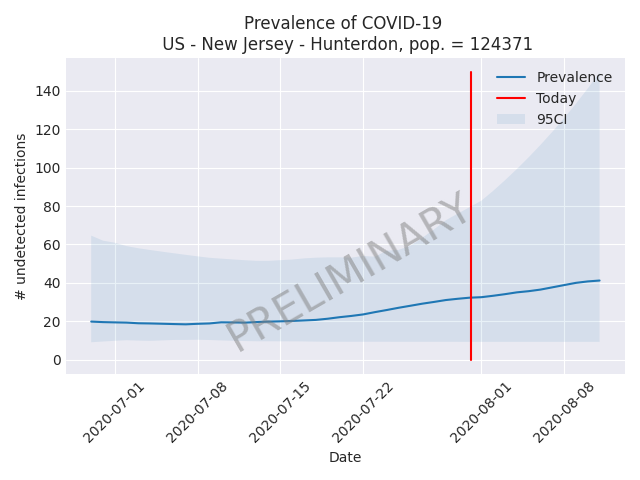 Prevalence of COVID-19
US - New Jersey - Hunterdon, pop. = 124371
Prevalence
Today
95CI
PRELIMINARY
# undetected infections
140
120
100
80
60
40
20
0
2020-07-01
2020-07-08
2020-07-15
2020-07-22
2020-08-01
2020-08-08
Date